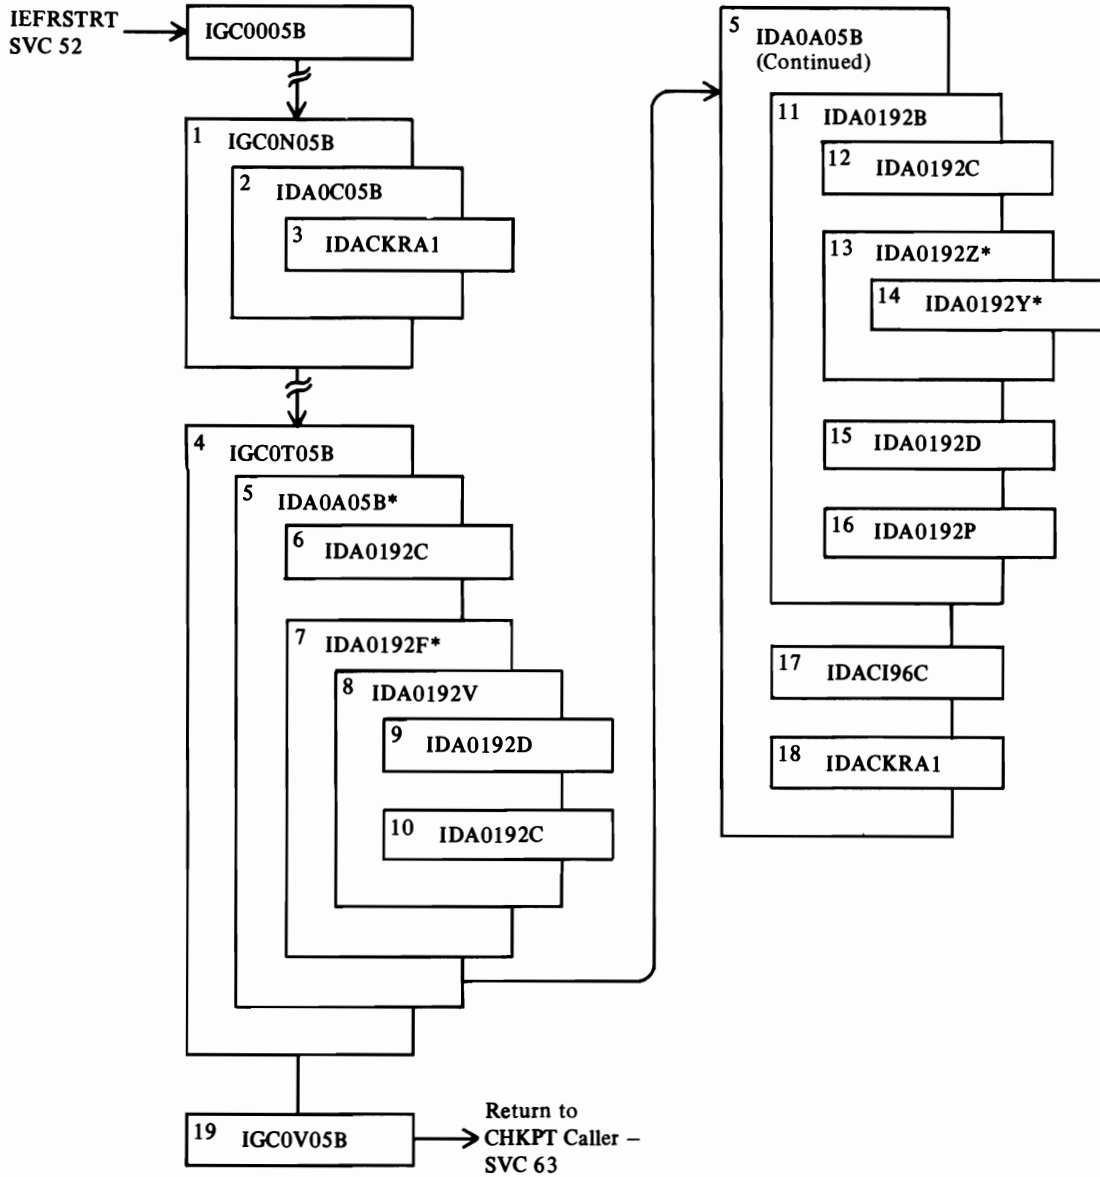 IEFRSTRT
SVC 52
IGC0005B
1 IGC0N05B
2 IDA0C05B
3 IDACKRA1
4 IGC0T05B
5 IDA0A05B*
6 IDA0192C
7 IDA0192F*
8 IDA0192V
9 IDA0192D
10 IDA0192C
5 IDA0A05B
(Continued)
11 IDA0192B
12 IDA0192C
13 IDA0192Z*
14 IDA0192Y*
15 IDA0192D
16 IDA0192P
17 IDACI96C
18 IDACKRA1
19 IGC0V05B
Return to
CHKPT Caller –
SVC 63